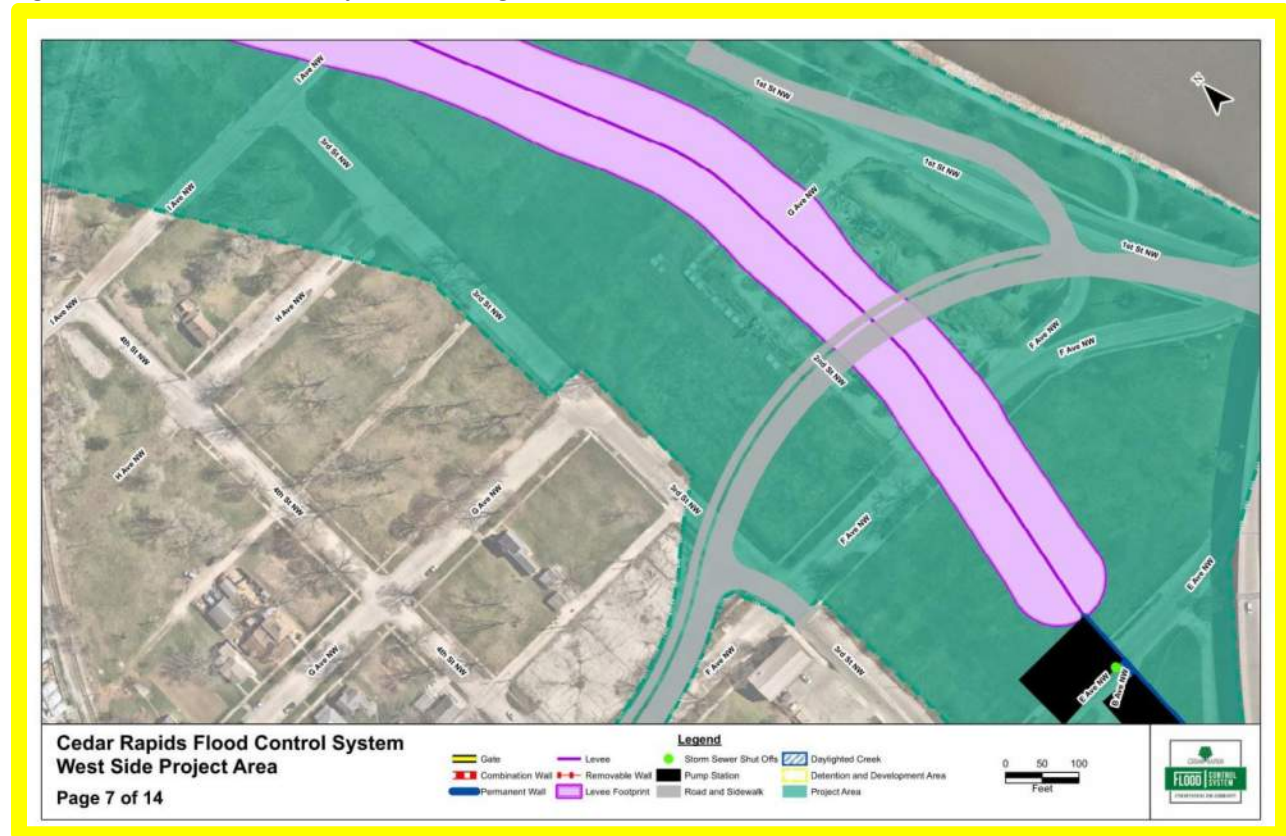 I Ave NW
1st St NW
N
3rd St NW
1st St NW
I Ave NW
G Ave NW
1st St NW
I Ave NW
H Ave NW
3rd St NW
F Ave NW
F Ave NW
4th St NW
2nd St NW
H Ave NW
4th St NW
G Ave NW
3rd St NW
F Ave NW
E Ave NW
G Ave NW
4th St NW
F Ave NW
3rd St NW
E Ave NW
B Ave NW
Cedar Rapids Flood Control System
West Side Project Area
Page 7 of 14
Legend
Gate
Levee
Storm Sewer Shut Offs
Daylighted Creek
Combination Wall
Removable Wall
Pump Station
Detention and Development Area
Permanent Wall
Levee Footprint
Road and Sidewalk
Project Area
0 50 100
Feet
CEDAR RAPIDS
FLOOD CONTROL
SYSTEM